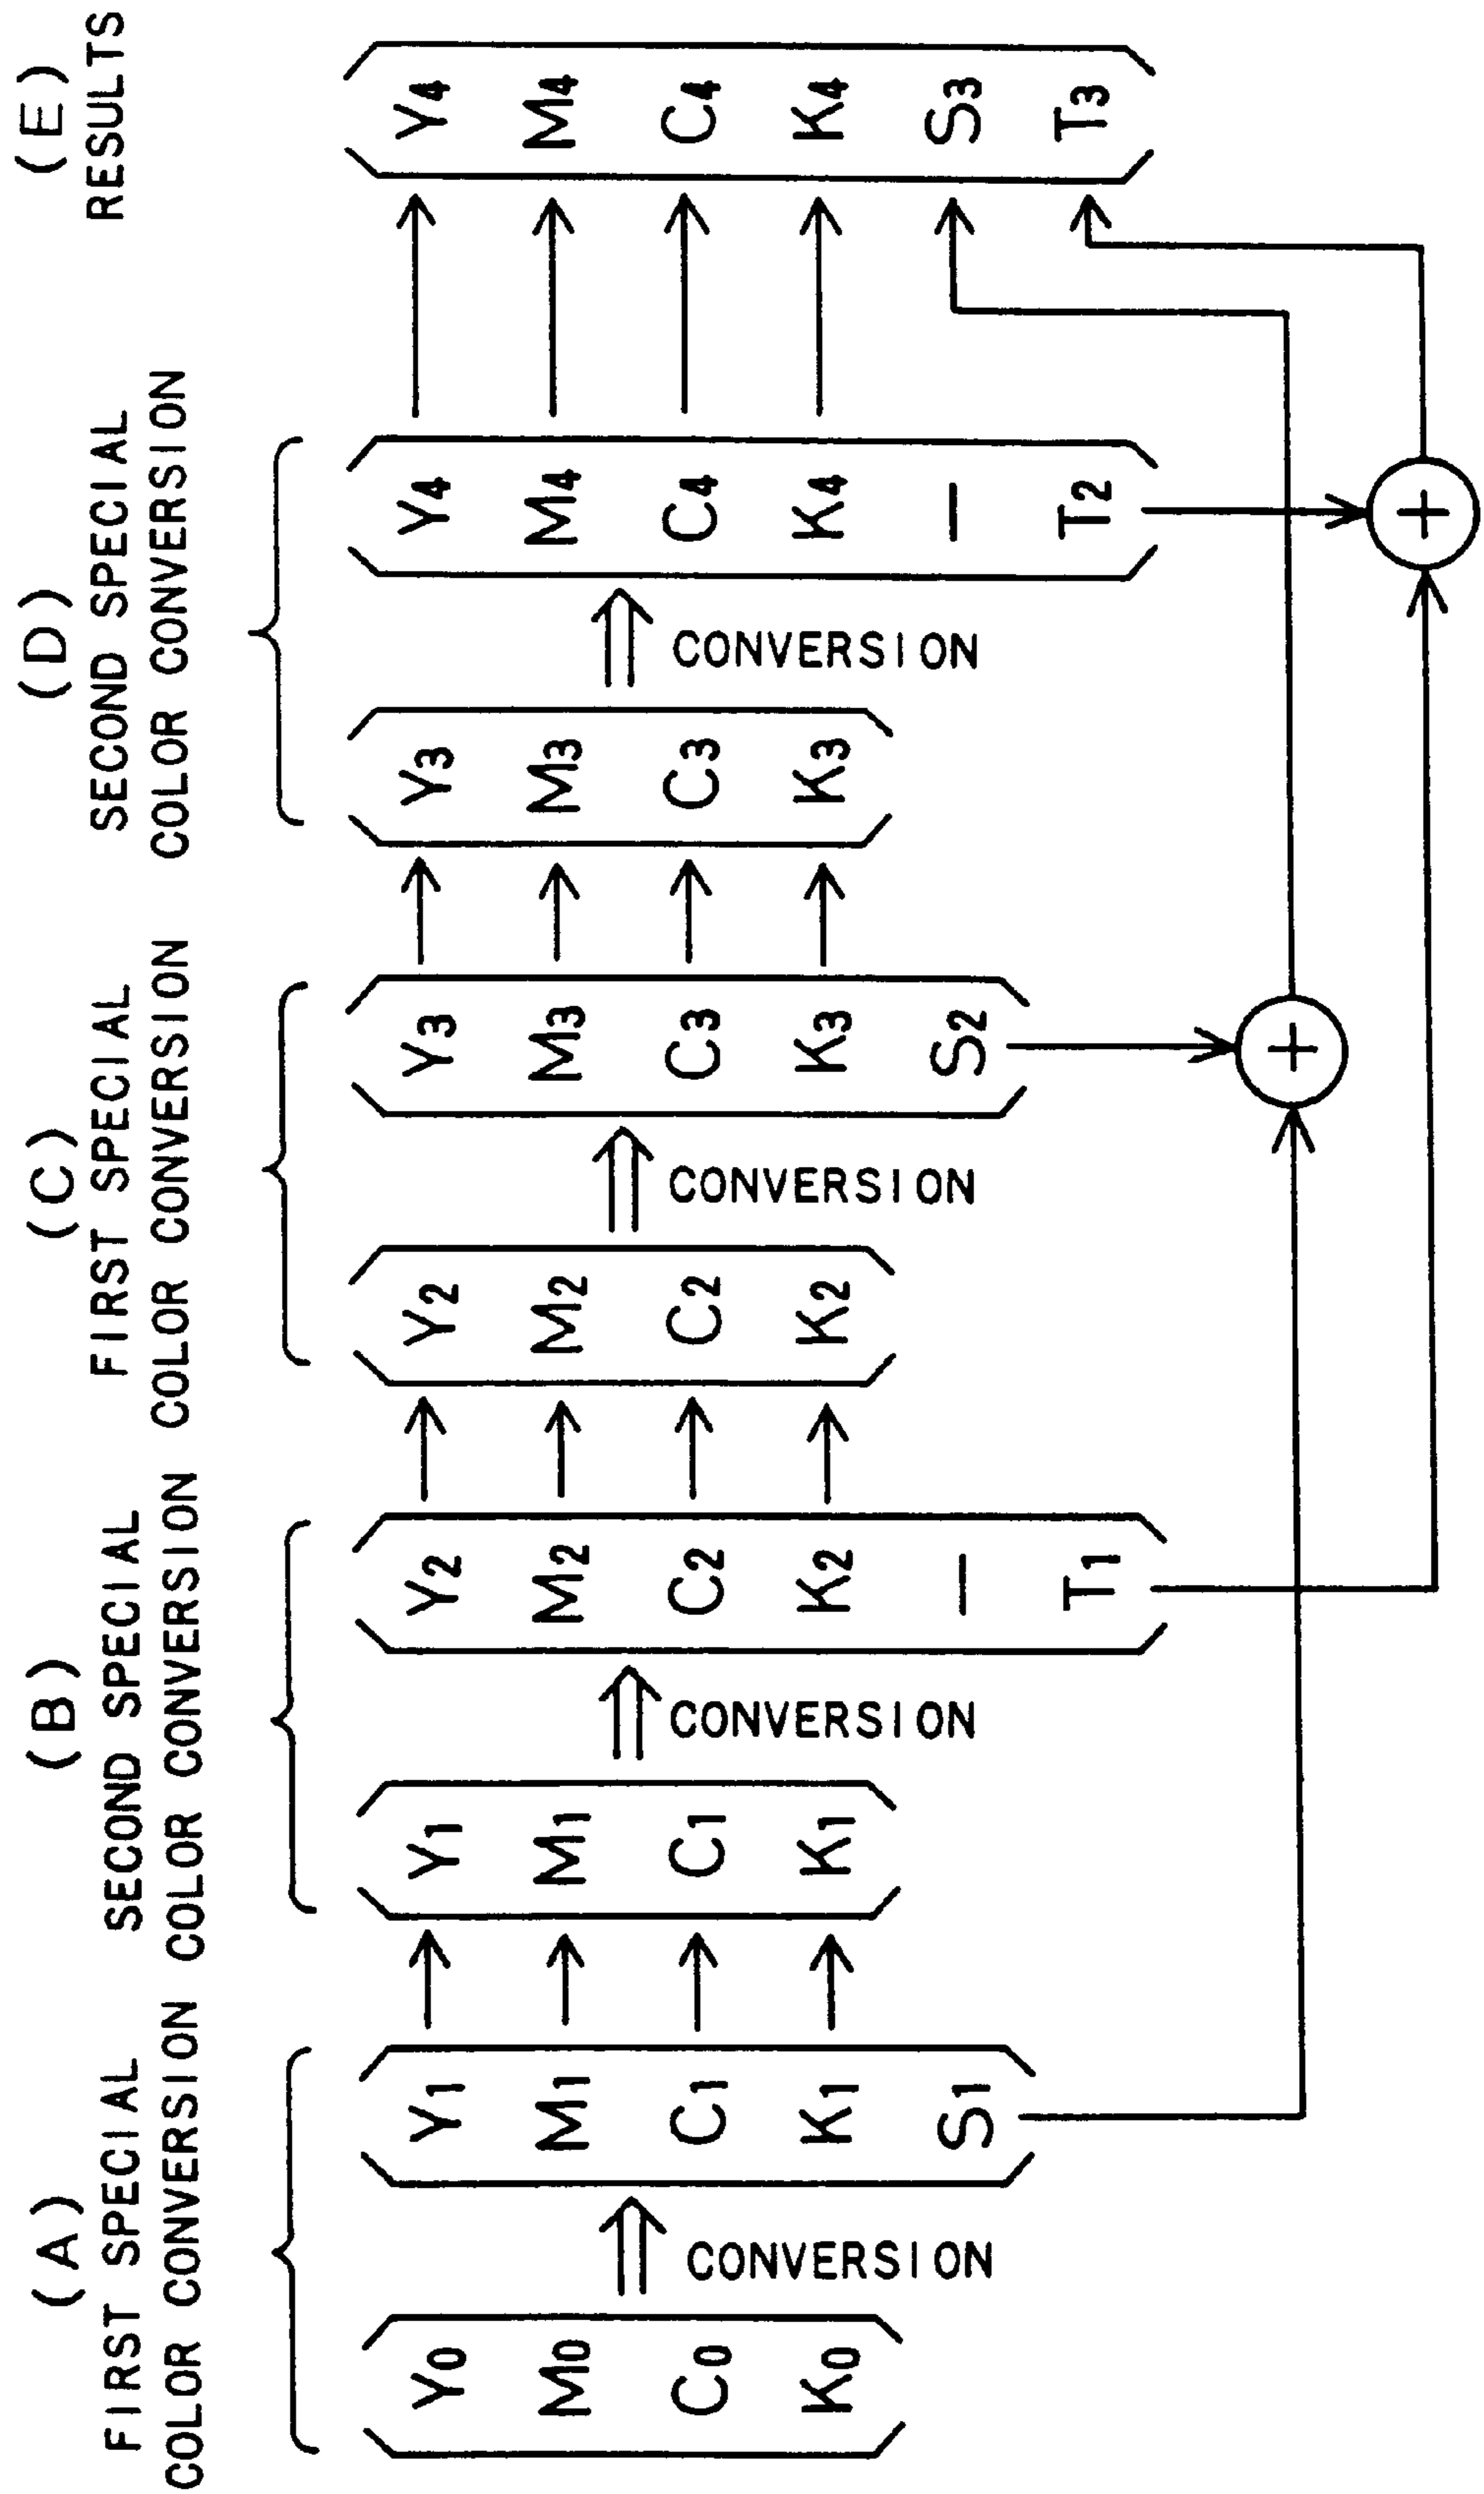 (A)
FIRST SPECIAL
COLOR CONVERSION
Y0
M0
C0
K0
CONVERSION
Y1
M1
C1
K1
S1
(B)
SECOND SPECIAL
COLOR CONVERSION
Y1
M1
C1
K1
CONVERSION
Y2
M2
C2
K2
—
T1
(C)
FIRST SPECIAL
COLOR CONVERSION
Y2
M2
C2
K2
CONVERSION
Y3
M3
C3
K3
S2
+
(D)
SECOND SPECIAL
COLOR CONVERSION
Y3
M3
C3
K3
CONVERSION
Y4
M4
C4
K4
—
T2
+
(E)
RESULTS
Y4
M4
C4
K4
S3
T3